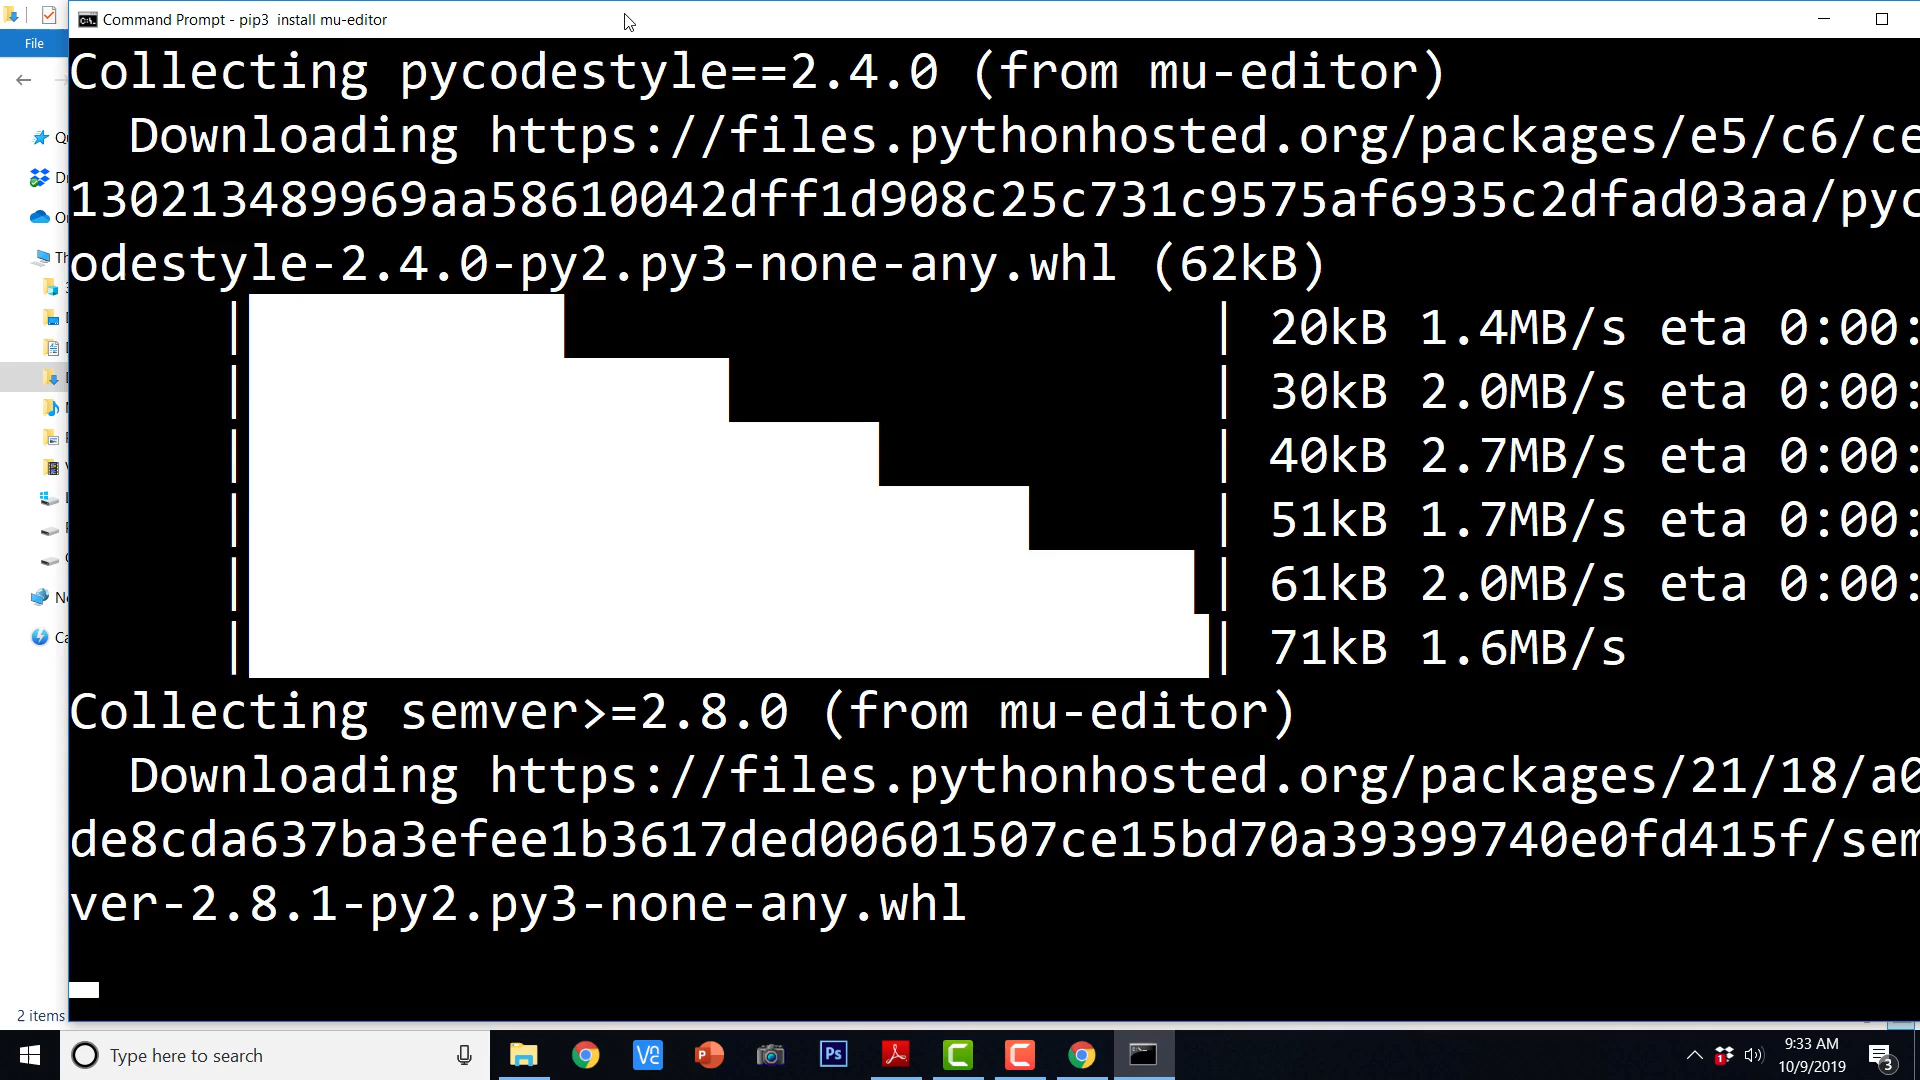 Command Prompt - pip3  install mu-editor
File
Collecting pycodestyle==2.4.0 (from mu-editor)
  Downloading https://files.pythonhosted.org/packages/e5/c6/ce
130213489969aa58610042dff1d908c25c731c9575af6935c2dfad03aa/pyc
odestyle-2.4.0-py2.py3-none-any.whl (62kB)
| | 20kB 1.4MB/s eta 0:00:
| | 30kB 2.0MB/s eta 0:00:
| | 40kB 2.7MB/s eta 0:00:
| | 51kB 1.7MB/s eta 0:00:
| | 61kB 2.0MB/s eta 0:00:
| | 71kB 1.6MB/s
Collecting semver>=2.8.0 (from mu-editor)
  Downloading https://files.pythonhosted.org/packages/21/18/a0
de8cda637ba3efee1b3617ded00601507ce15bd70a39399740e0fd415f/sem
ver-2.8.1-py2.py3-none-any.whl
2 items
Type here to search
Ps
9:33 AM
10/9/2019
3